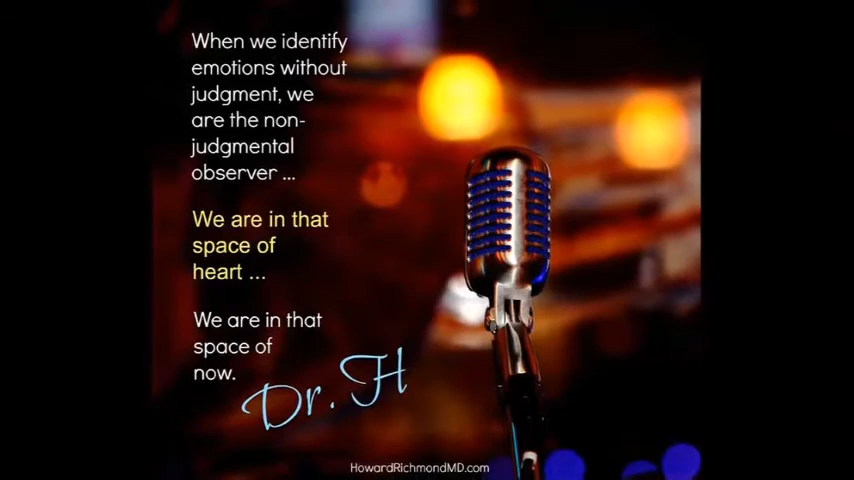 When we identify
emotions without
judgment, we
are the non-
judgmental
observer ...
We are in that
space of
heart ...
We are in that
space of
now.
Dr. H
HowardRichmondMD.com